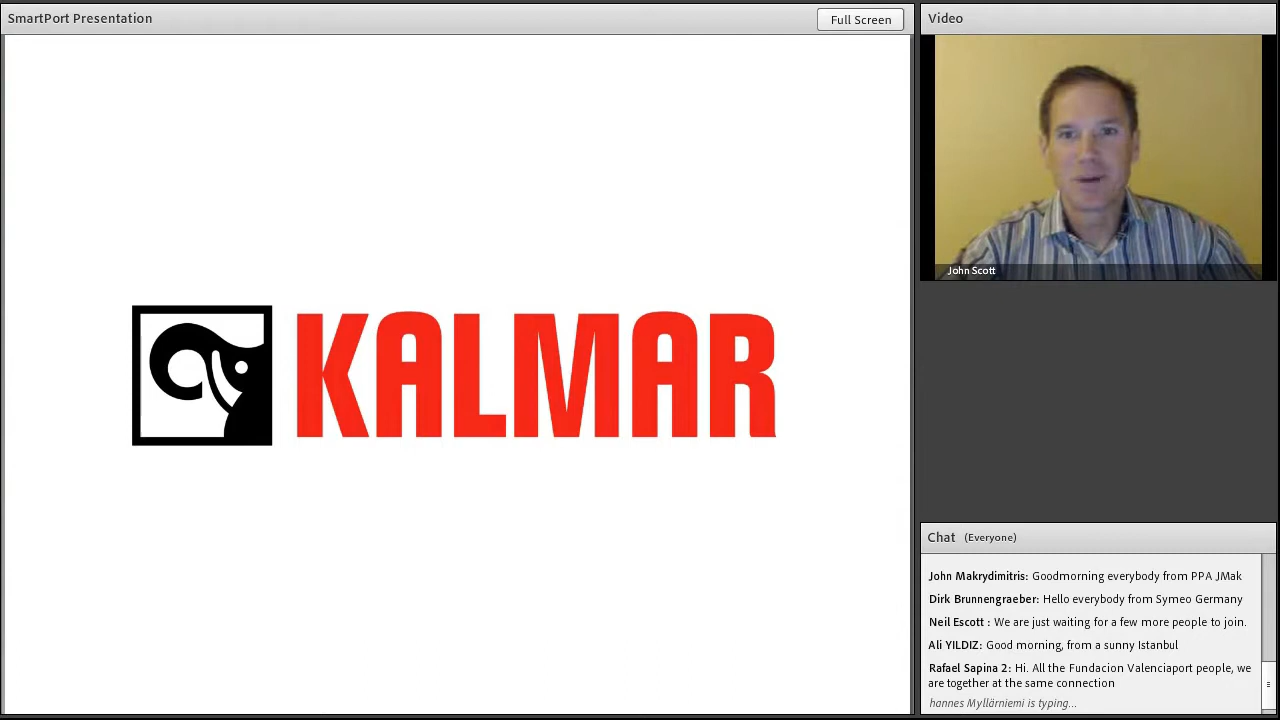 SmartPort Presentation
Full Screen
KALMAR
Video
John Scott
Chat (Everyone)
John Makrydimitris: Goodmorning everybody from PPA JMak
Dirk Brunnengraeber: Hello everybody from Symeo Germany
Neil Escott : We are just waiting for a few more people to join.
Ali YILDIZ: Good morning, from a sunny Istanbul
Rafael Sapina 2: Hi. All the Fundacion Valenciaport people, we
are together at the same connection
hannes Myllärniemi is typing...